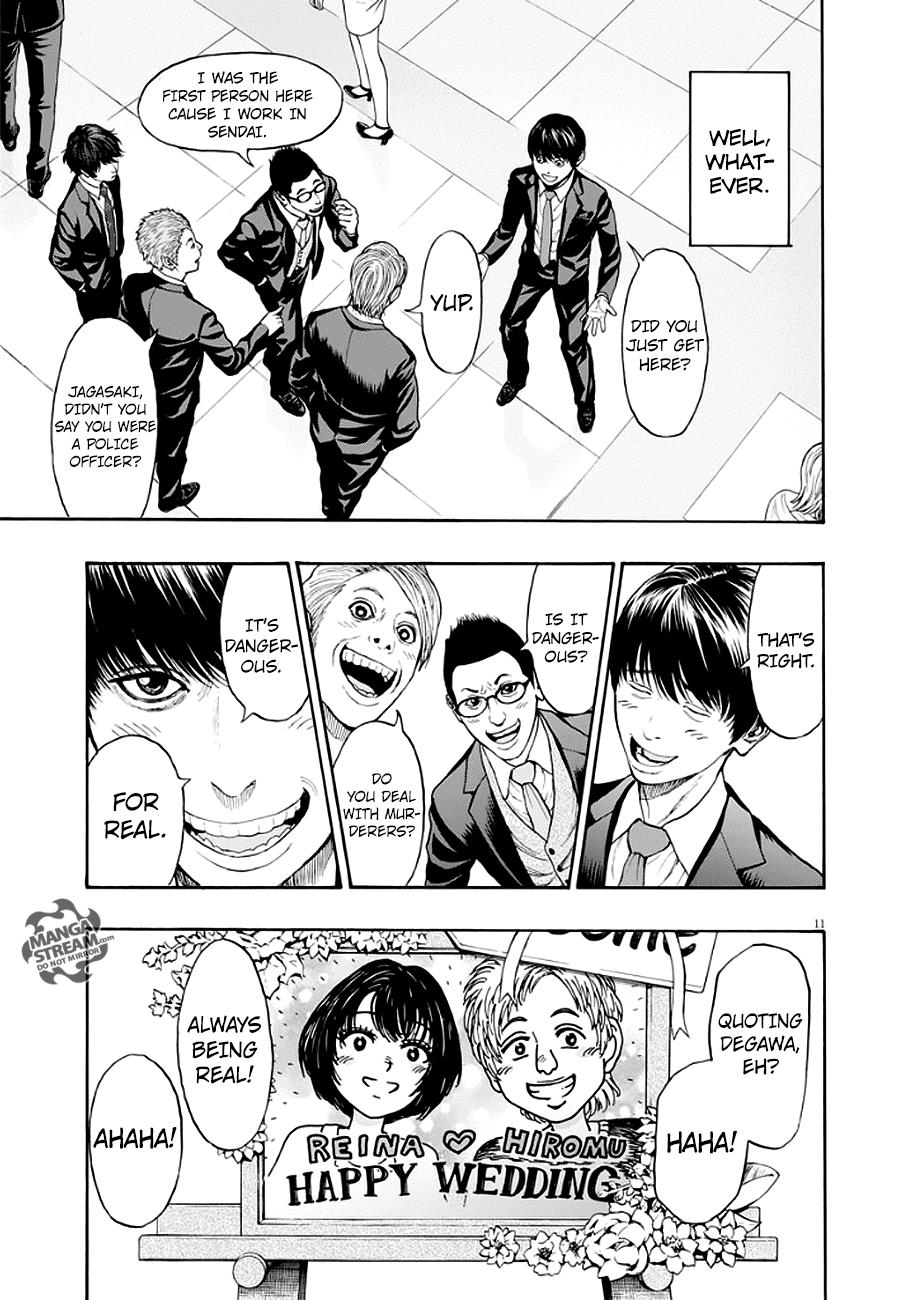 WELL,
WHAT-
EVER.
DID YOU
JUST GET
HERE?
YUP.
I WAS THE
FIRST PERSON HERE
CAUSE I WORK IN
SENDAI.
JAGASAKI,
DIDN'T YOU
SAY YOU WERE
A POLICE
OFFICER?
THAT'S
RIGHT.
IS IT
DANGER-
OUS?
DO
YOU DEAL
WITH MUR-
DERERS?
IT'S
DANGER-
OUS.
FOR
REAL.
11
MANGA
STREAM.com
DO NOT MIRROR
QUOTING
DEGAWA,
EH?
HAHA!
ALWAYS
BEING
REAL!
AHAHA!
REINA ♡ HIROMU
HAPPY WEDDING